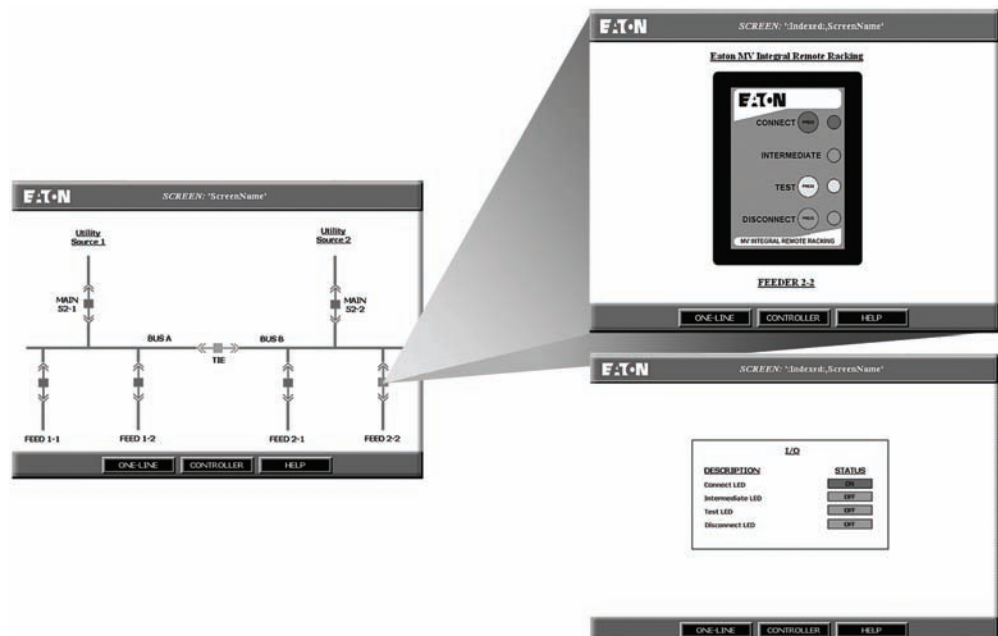 EATON
SCREEN: 'ScreenName'
Utility
Source 1
Utility
Source 2
MAIN
52-1
MAIN
52-2
BUS A
BUS B
TIE
FEED 1-1
FEED 1-2
FEED 2-1
FEED 2-2
ONE-LINE
CONTROLLER
HELP
EATON
SCREEN: ':Indexed:,ScreenName'
Eaton MV Integral Remote Racking
EATON
CONNECT PRESS
INTERMEDIATE
TEST PRESS
DISCONNECT PRESS
MV INTEGRAL REMOTE RACKING
FEEDER 2-2
ONE-LINE
CONTROLLER
HELP
EATON
SCREEN: ':Indexed:,ScreenName'
I/O
DESCRIPTION STATUS
Connect LED ON
Intermediate LED OFF
Test LED OFF
Disconnect LED OFF
ONE-LINE
CONTROLLER
HELP